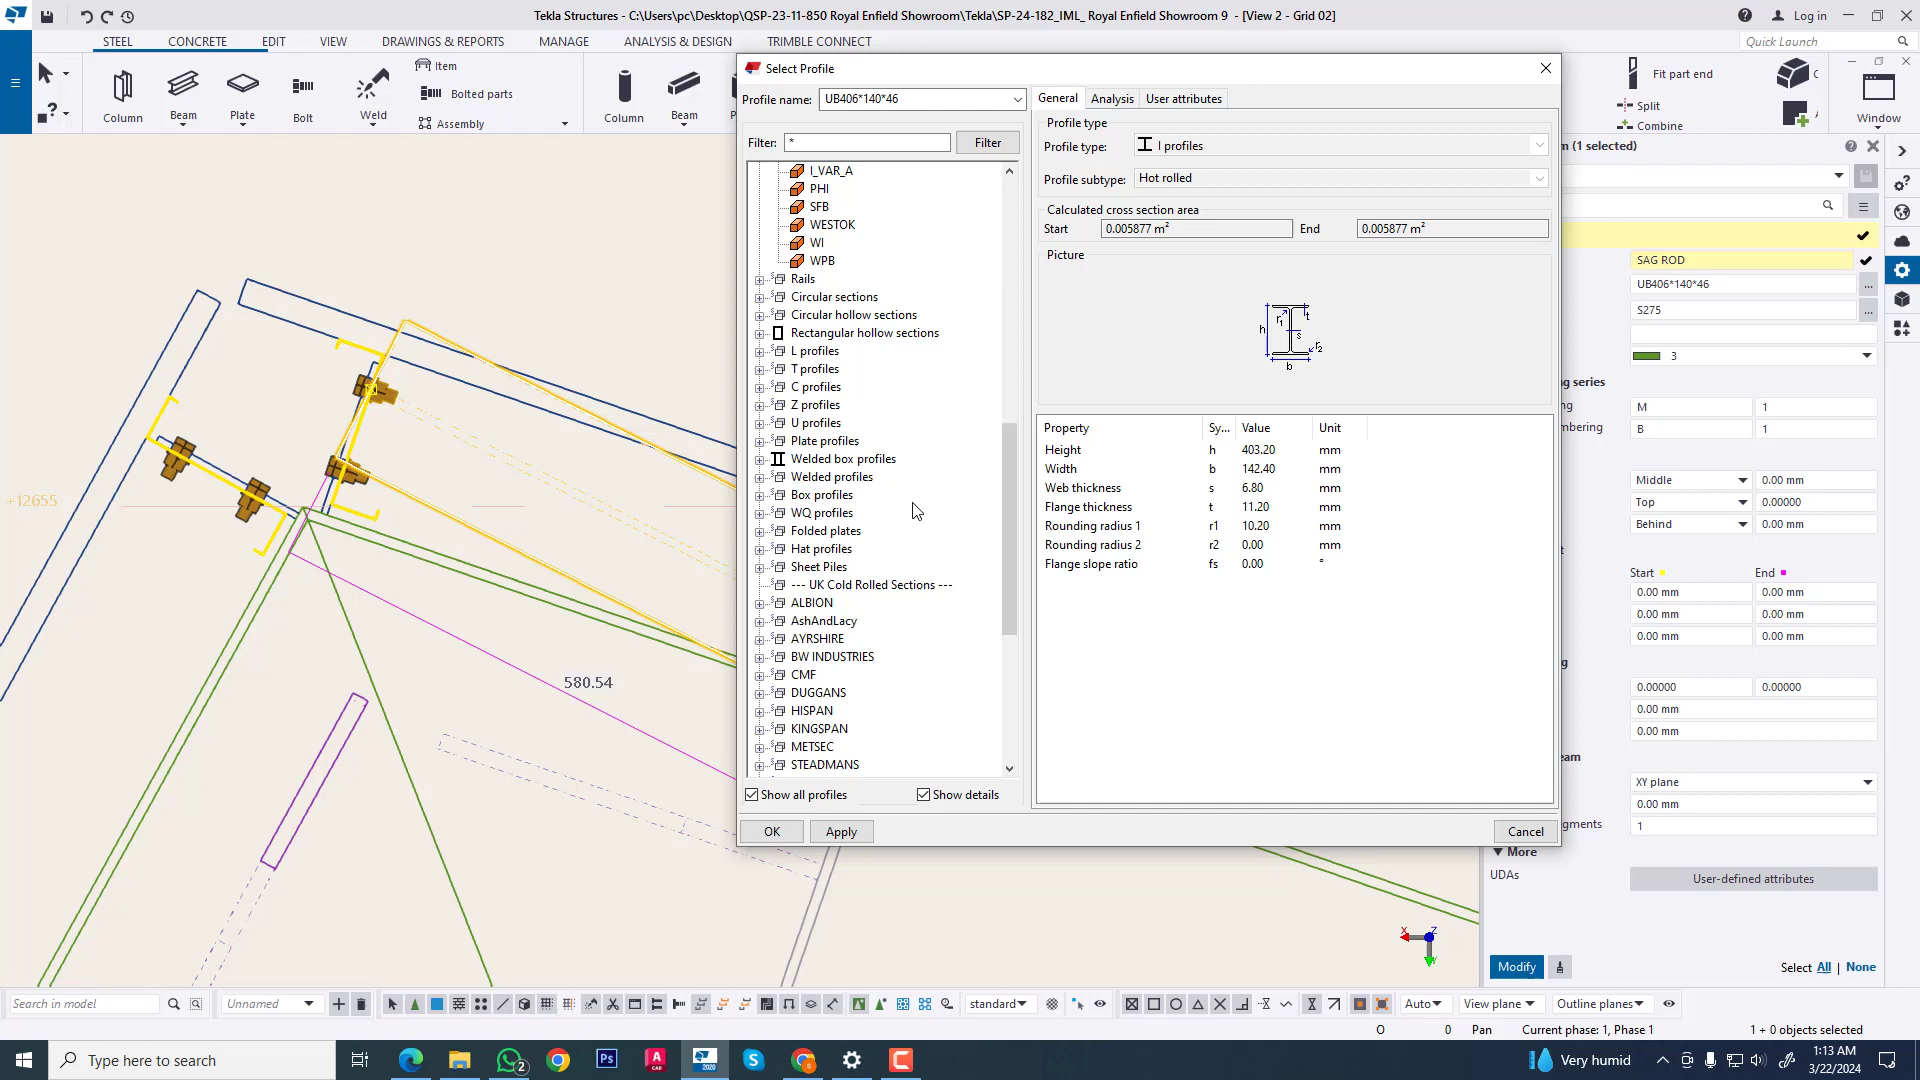 Tekla Structures - C:\Users\pc\Desktop\QSP-23-11-850 Royal Enfield Showroom\Tekla\SP-24-182_IML_ Royal Enfield Showroom 9 - [View 2 - Grid 02]
Log in
STEEL CONCRETE EDIT VIEW DRAWINGS & REPORTS MANAGE ANALYSIS & DESIGN TRIMBLE CONNECT
Quick Launch
Column Beam Plate Bolt Weld
Item
Bolted parts
Assembly
Column Beam
Fit part end
Split
Combine
Window
Select Profile
Profile name: UB406*140*46
Filter: * Filter
I_VAR_A
PHI
SFB
WESTOK
WI
WPB
Rails
Circular sections
Circular hollow sections
Rectangular hollow sections
L profiles
T profiles
C profiles
Z profiles
U profiles
Plate profiles
Welded box profiles
Welded profiles
Box profiles
WQ profiles
Folded plates
Hat profiles
Sheet Piles
--- UK Cold Rolled Sections ---
ALBION
AshAndLacy
AYRSHIRE
BW INDUSTRIES
CMF
DUGGANS
HISPAN
KINGSPAN
METSEC
STEADMANS
Show all profiles Show details
OK Apply Cancel
General Analysis User attributes
Profile type
Profile type: I profiles
Profile subtype: Hot rolled
Calculated cross section area
Start 0.005877 m² End 0.005877 m²
Picture
h r1 t s r2 b
Property Sy... Value Unit
Height h 403.20 mm
Width b 142.40 mm
Web thickness s 6.80 mm
Flange thickness t 11.20 mm
Rounding radius 1 r1 10.20 mm
Rounding radius 2 r2 0.00 mm
Flange slope ratio fs 0.00 °
(1 selected)
SAG ROD
UB406*140*46 ...
S275 ...
3
series
M 1
B 1
Middle 0.00 mm
Top 0.00000
Behind 0.00 mm
Start End
0.00 mm 0.00 mm
0.00 mm 0.00 mm
0.00 mm 0.00 mm
0.00000 0.00000
0.00 mm
0.00 mm
XY plane
0.00 mm
1
More
UDAs User-defined attributes
Modify Select All | None
+12655
580.54
X Z Y
Search in model Unnamed standard Auto View plane Outline planes
O 0 Pan Current phase: 1, Phase 1 1 + 0 objects selected
Type here to search
2
Ps
2020
Very humid
1:13 AM
3/22/2024